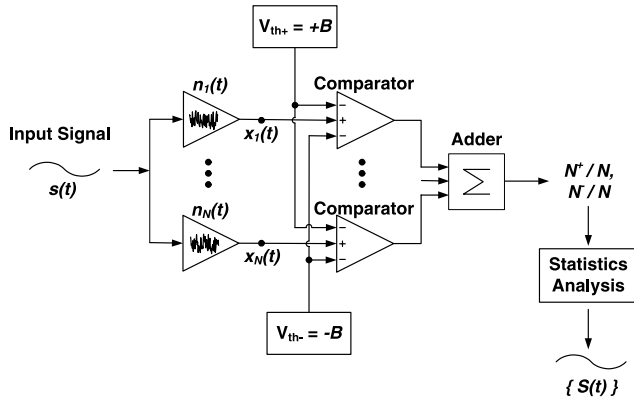 V_th+ = +B
n_1(t)
Comparator
Input Signal
s(t)
x_1(t)
−
+
−
Adder
Σ
N^+ / N,
N^- / N
n_N(t)
Comparator
x_N(t)
−
+
−
Statistics
Analysis
V_th- = -B
{ S(t) }